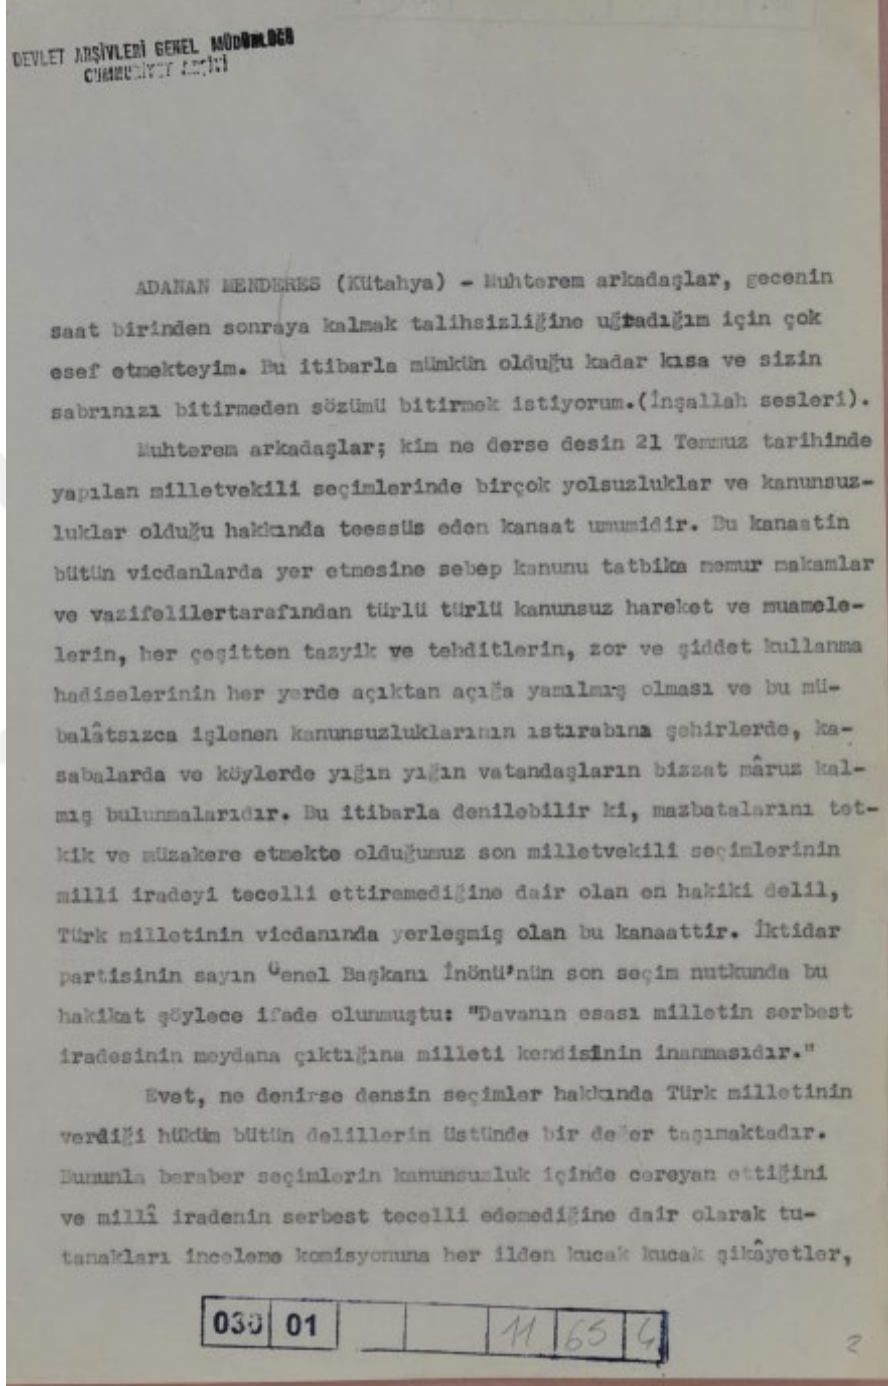 DEVLET ARŞİVLERİ GENEL MÜDÜRLÜĞÜ
CUMHURİYET ARŞİVİ
ADANAN MENDERES (Kütahya) - Muhterem arkadaşlar, gecenin
saat birinden sonraya kalmak talihsizliğine uğradığım için çok
esef etmekteyim. Bu itibarla mümkün olduğu kadar kısa ve sizin
sabrınızı bitirmeden sözümü bitirmek istiyorum.(İnşallah sesleri).
Muhterem arkadaşlar; kim ne derse desin 21 Temmuz tarihinde
yapılan milletvekili seçimlerinde birçok yolsuzluklar ve kanunsuz-
luklar olduğu hakkında teessüs eden kanaat umumidir. Bu kanaatin
bütün vicdanlarda yer etmesine sebep kanunu tatbika memur makamlar
ve vazifelilertarafından türlü türlü kanunsuz hareket ve muamele-
lerin, her çeşitten tazyik ve tehditlerin, zor ve şiddet kullanma
hadiselerinin her yerde açıktan açığa yamılmış olması ve bu mü-
balâtsızca işlenen kanunsuzluklarının ıstırabına şehirlerde, ka-
sabalarda ve köylerde yığın yığın vatandaşların bizzat mâruz kal-
mış bulunmalarıdır. Bu itibarla denilebilir ki, mazbatalarını tet-
kik ve müzakere etmekte olduğumuz son milletvekili seçimlerinin
milli iradeyi tecelli ettiremediğine dair olan en hakiki delil,
Türk milletinin vicdanında yerleşmiş olan bu kanaattir. İktidar
partisinin sayın Genel Başkanı İnönü'nün son seçim nutkunda bu
hakikat şöylece ifade olunmuştu: "Davanın esası milletin serbest
iradesinin meydana çıktığına milleti kendisinin inanmasıdır."
Evet, ne denirse densin seçimler hakkında Türk milletinin
verdiği hüküm bütün delillerin üstünde bir değer taşımaktadır.
Bununla beraber seçimlerin kanunsuzluk içinde cereyan ettiğini
ve millî iradenin serbest tecelli edemediğine dair olarak tu-
tanakları inceleme komisyonuna her ilden kucak kucak şikâyetler,
030 01 11 65 4
2